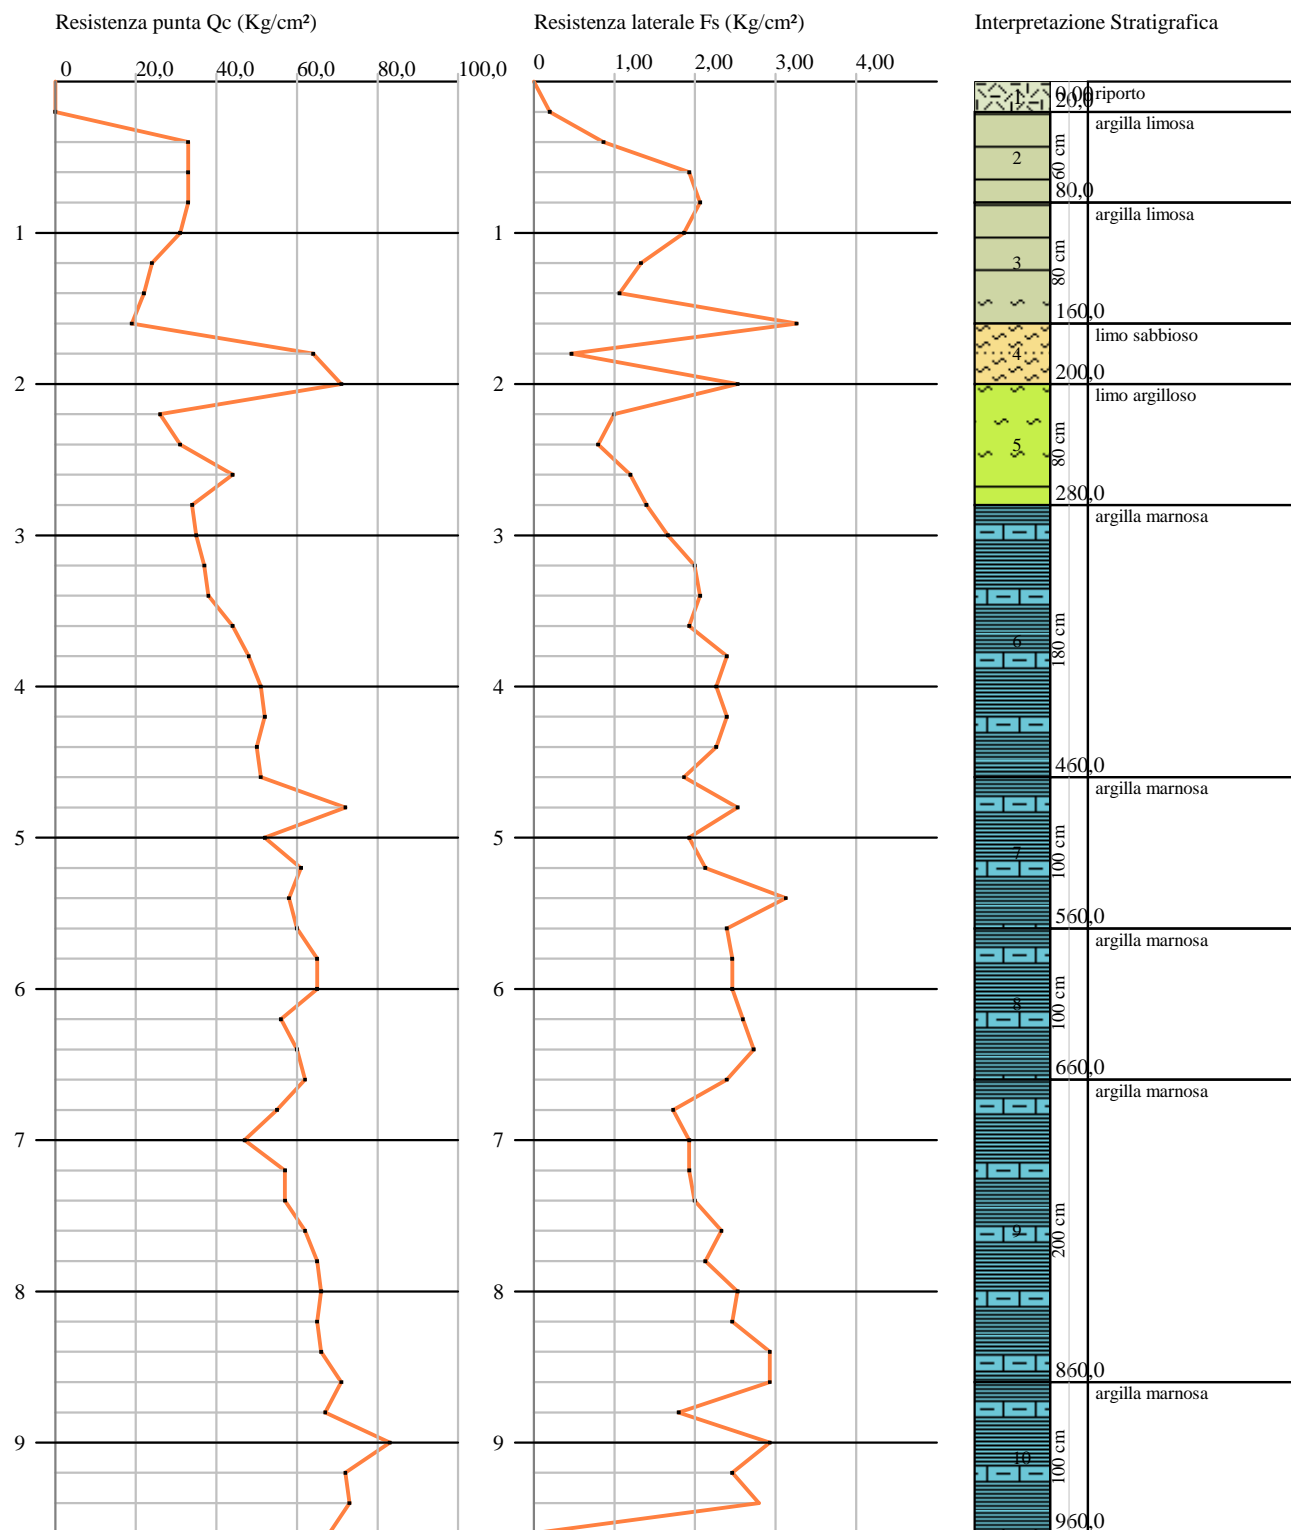 Resistenza punta Qc (Kg/cm²)
Resistenza laterale Fs (Kg/cm²)
Interpretazione Stratigrafica
0 20,0 40,0 60,0 80,0 100,0
0 1,00 2,00 3,00 4,00
1
2
3
4
5
6
7
8
9
1
2
3
4
5
6
7
8
9
1 0,00 riporto
20,0
argilla limosa
2 60 cm
80,0
argilla limosa
3 80 cm
160,0
limo sabbioso
4
200,0
limo argilloso
5 80 cm
280,0
argilla marnosa
6 180 cm
460,0
argilla marnosa
7 100 cm
560,0
argilla marnosa
8 100 cm
660,0
argilla marnosa
9 200 cm
860,0
argilla marnosa
10 100 cm
960,0